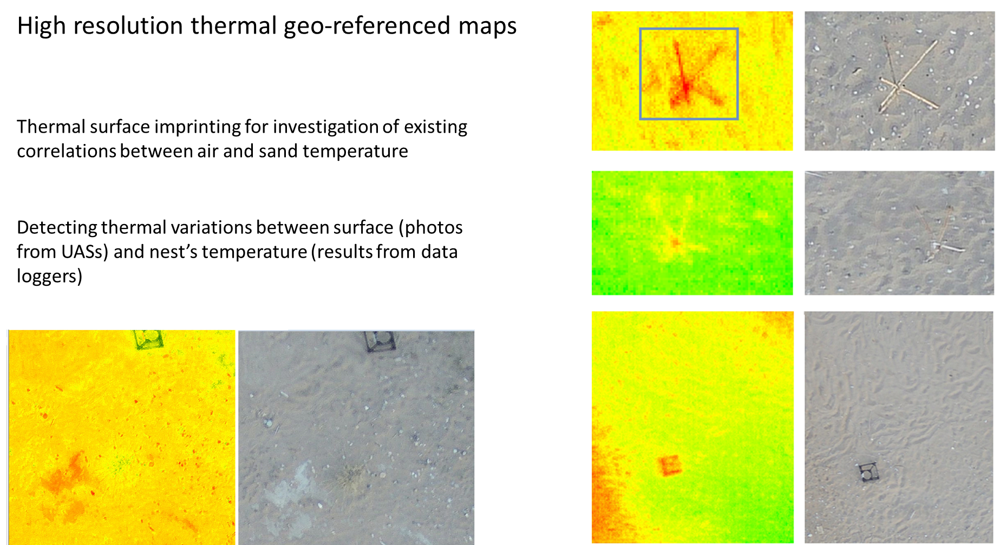 High resolution thermal geo-referenced maps
Thermal surface imprinting for investigation of existing
correlations between air and sand temperature
Detecting thermal variations between surface (photos
from UASs) and nest’s temperature (results from data
loggers)